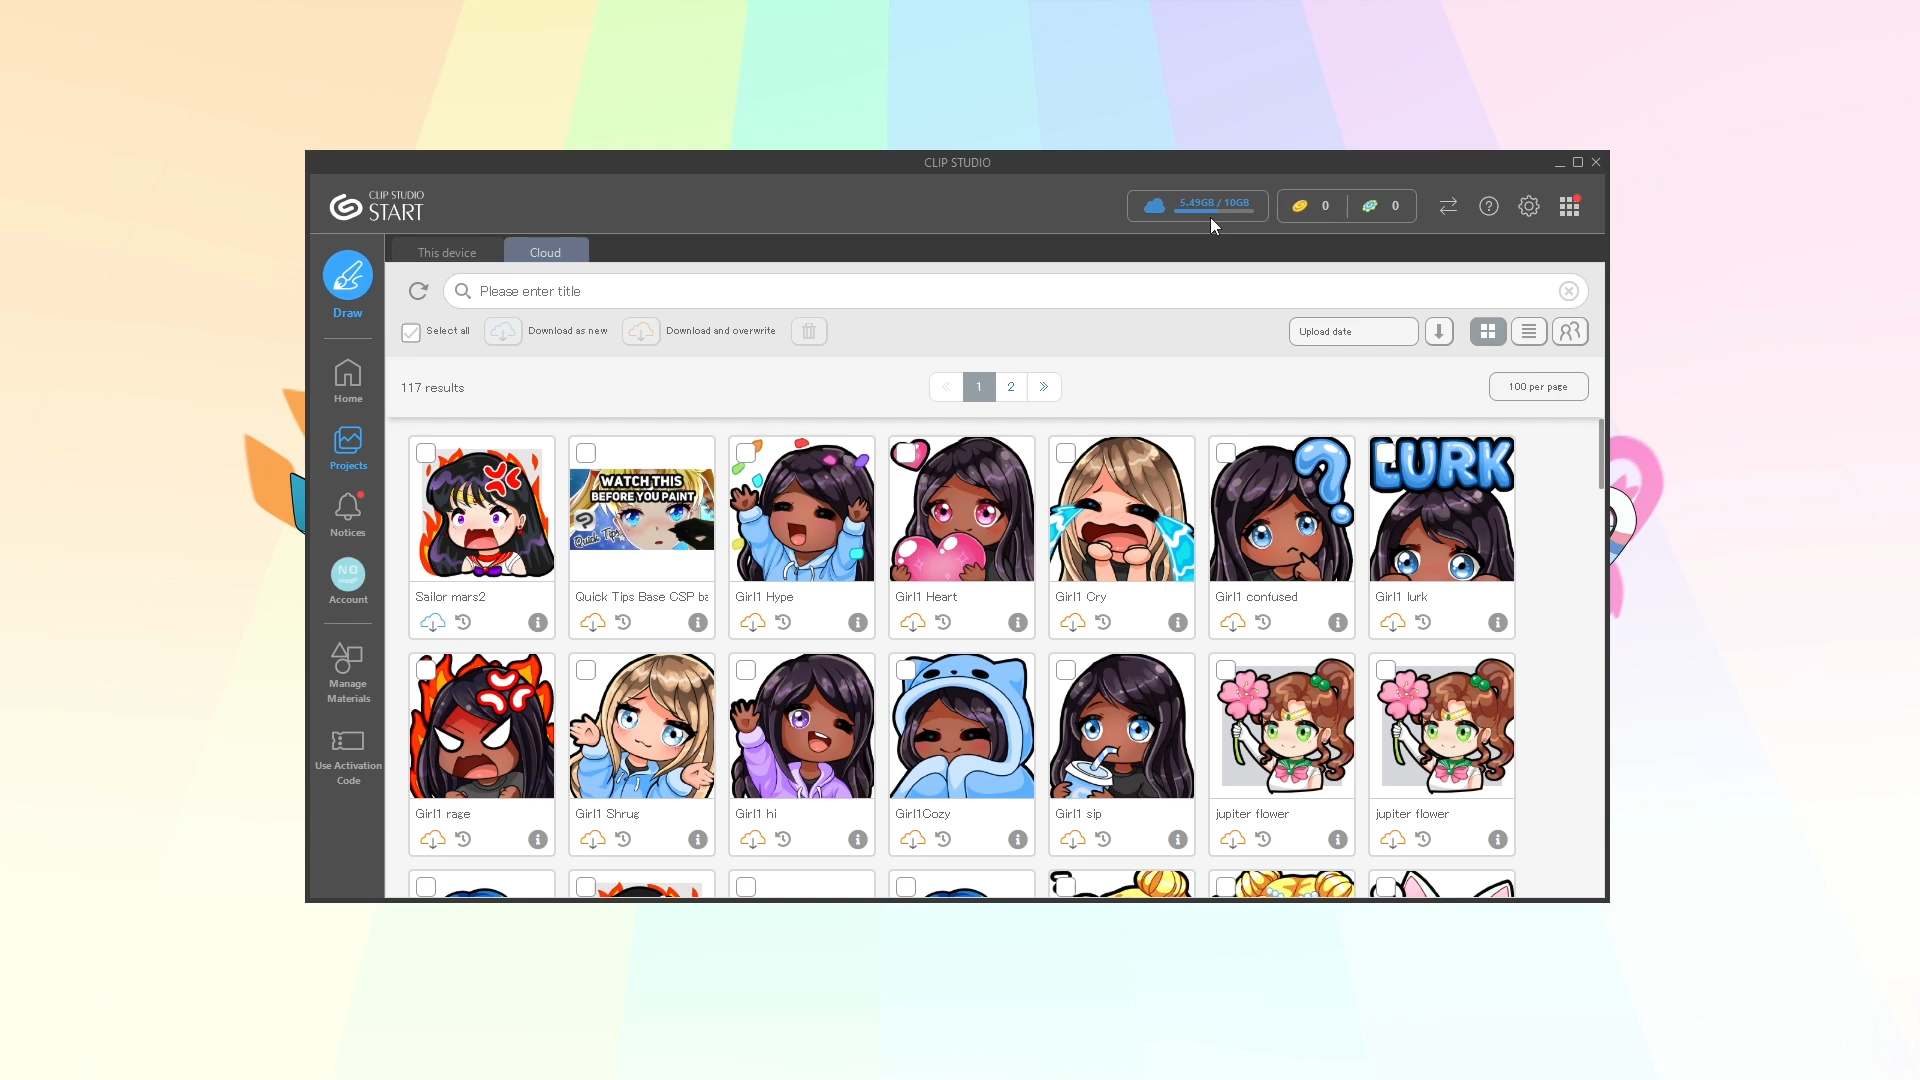 CLIP STUDIO
CLIP STUDIO
START
5.49GB / 10GB
0
0
This device
Cloud
Draw
Please enter title
Select all
Download as new
Download and overwrite
Upload date
Home
117 results
1
2
100 per page
Projects
Notices
Account
Manage
Materials
Use Activation
Code
WATCH THIS
BEFORE YOU PAINT
Quick Tips
LURK
NO
Sailor mars2
Quick Tips Base CSP ba
Girl1 Hype
Girl1 Heart
Girl1 Cry
Girl1 confused
Girl1 lurk
Girl1 rage
Girl1 Shrug
Girl1 hi
Girl1Cozy
Girl1 sip
jupiter flower
jupiter flower